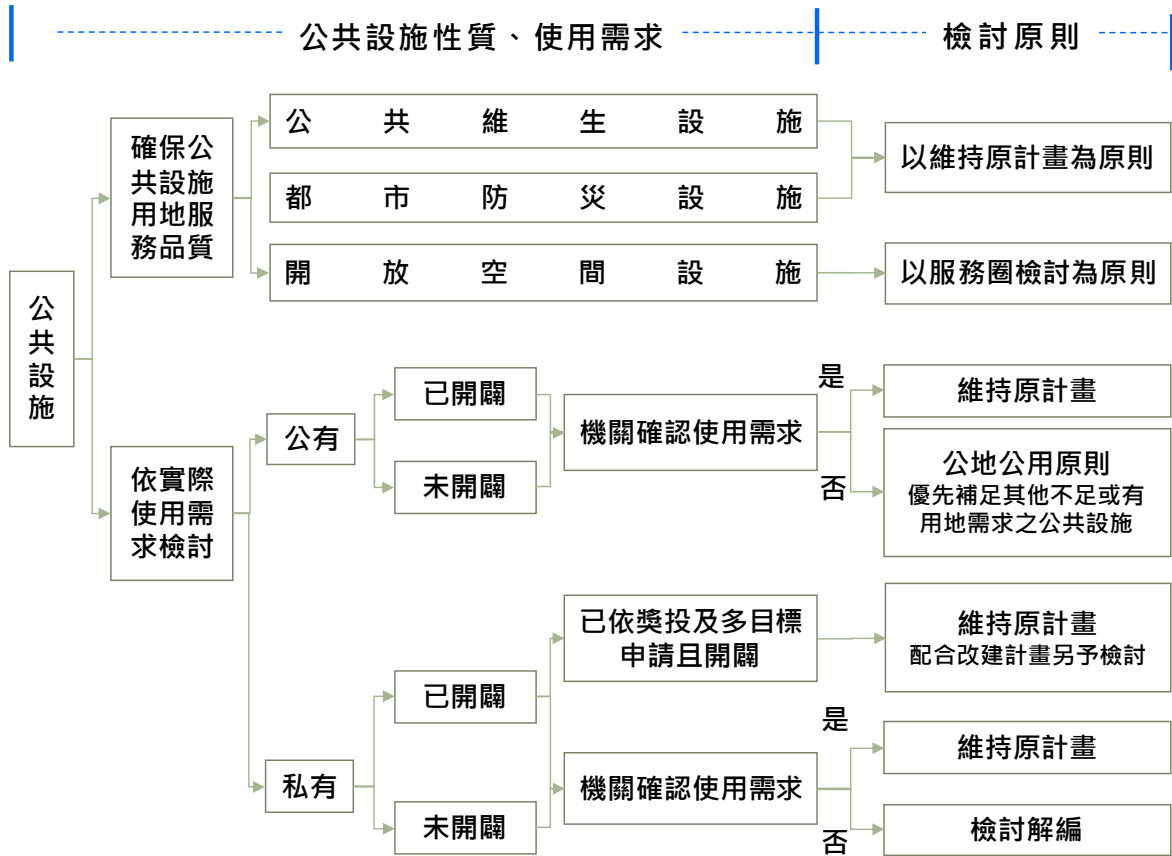 公共設施性質、使用需求
檢討原則
公共設施
確保公
共設施
用地服
務品質
公共維生設施
都市防災設施
以維持原計畫為原則
開放空間設施
以服務圈檢討為原則
依實際
使用需
求檢討
公有
已開闢
未開闢
機關確認使用需求
是
維持原計畫
否
公地公用原則
優先補足其他不足或有
用地需求之公共設施
私有
已開闢
未開闢
已依獎投及多目標
申請且開闢
維持原計畫
配合改建計畫另予檢討
機關確認使用需求
是
維持原計畫
否
檢討解編